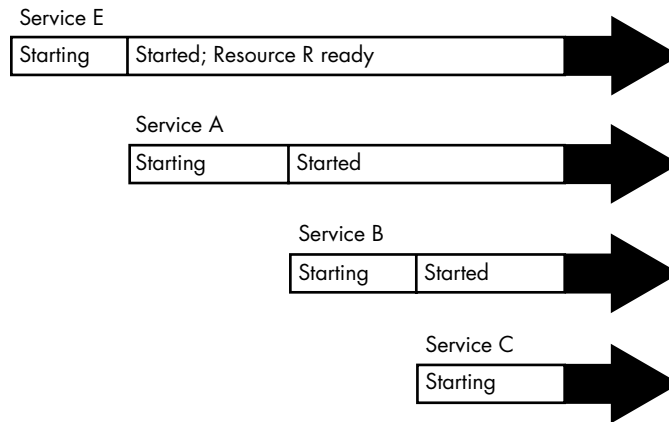 Service E
Starting
Started; Resource R ready
Service A
Starting
Started
Service B
Starting
Started
Service C
Starting